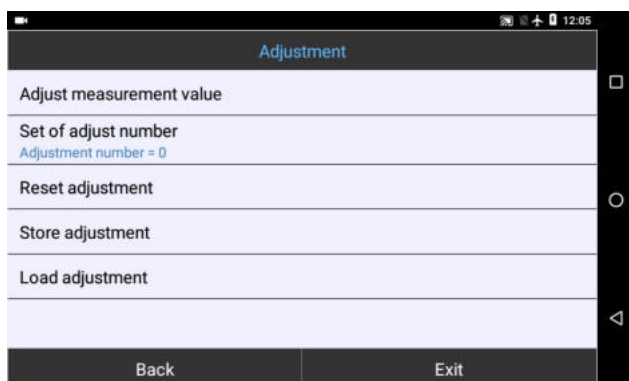 12:05
Adjustment
Adjust measurement value
Set of adjust number
Adjustment number = 0
Reset adjustment
Store adjustment
Load adjustment
Back Exit